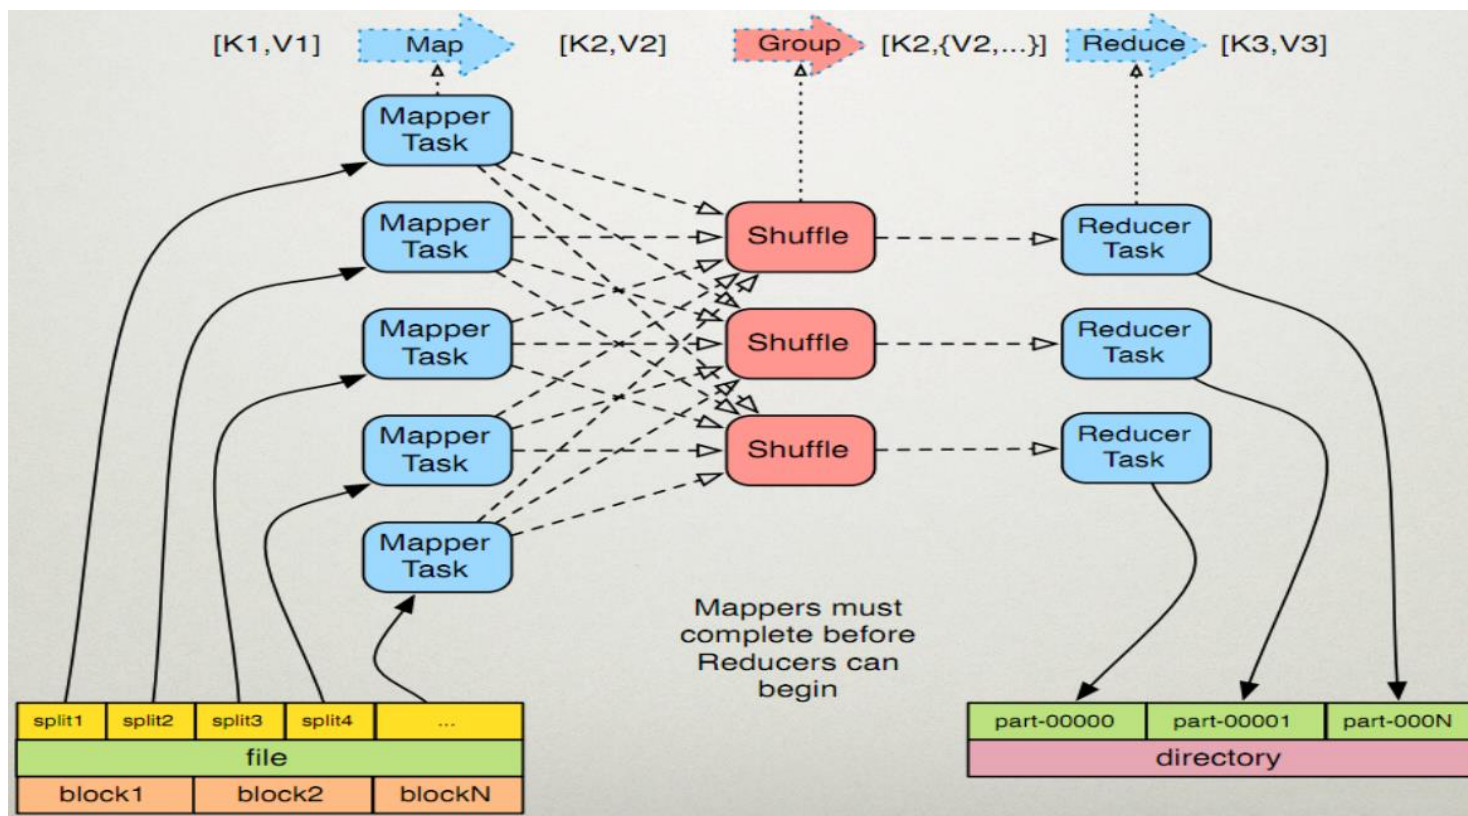 [K1,V1] Map [K2,V2] Group [K2,{V2,...}] Reduce [K3,V3]
Mapper
Task
Mapper
Task
Mapper
Task
Mapper
Task
Mapper
Task
Shuffle
Shuffle
Shuffle
Reducer
Task
Reducer
Task
Reducer
Task
Mappers must
complete before
Reducers can
begin
split1 split2 split3 split4 ...
file
block1 block2 blockN
part-00000 part-00001 part-000N
directory